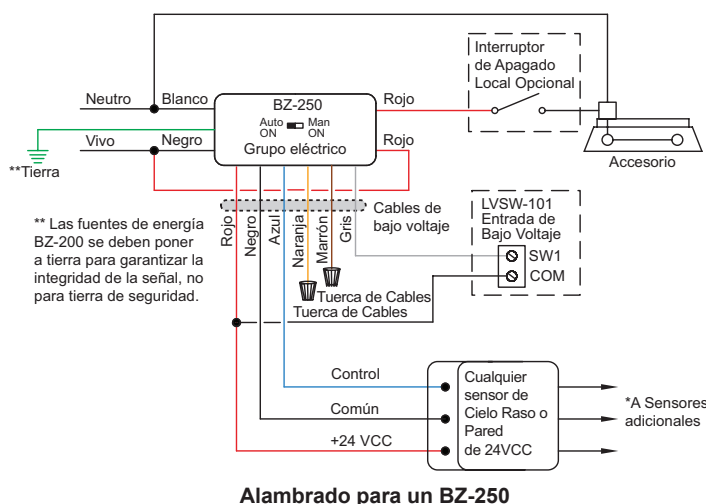 Interruptor
de Apagado
Local Opcional
Neutro
Blanco
BZ-250
Rojo
Auto
ON
Man
ON
Vivo
Negro
Grupo eléctrico
Rojo
**Tierra
Accesorio
** Las fuentes de energía
BZ-200 se deben poner
a tierra para garantizar la
integridad de la señal, no
para tierra de seguridad.
Rojo
Negro
Azul
Naranja
Marrón
Gris
Cables de
bajo voltaje
LVSW-101
Entrada de
Bajo Voltaje
SW1
COM
Tuerca de Cables
Tuerca de Cables
Control
Común
+24 VCC
Cualquier
sensor de
Cielo Raso o
Pared
de 24VCC
*A Sensores
adicionales
Alambrado para un BZ-250